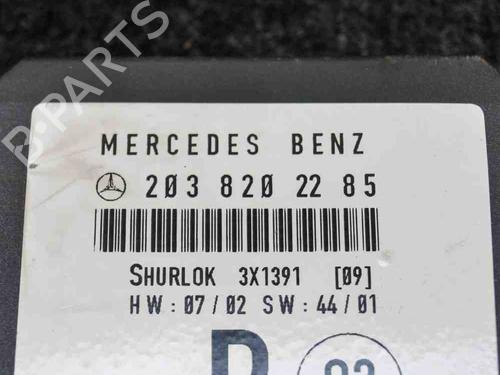 MERCEDES BENZ
203 820 22 85
SHURLOK 3X1391 [09]
HW: 07/02 SW: 44/01
B-PARTS